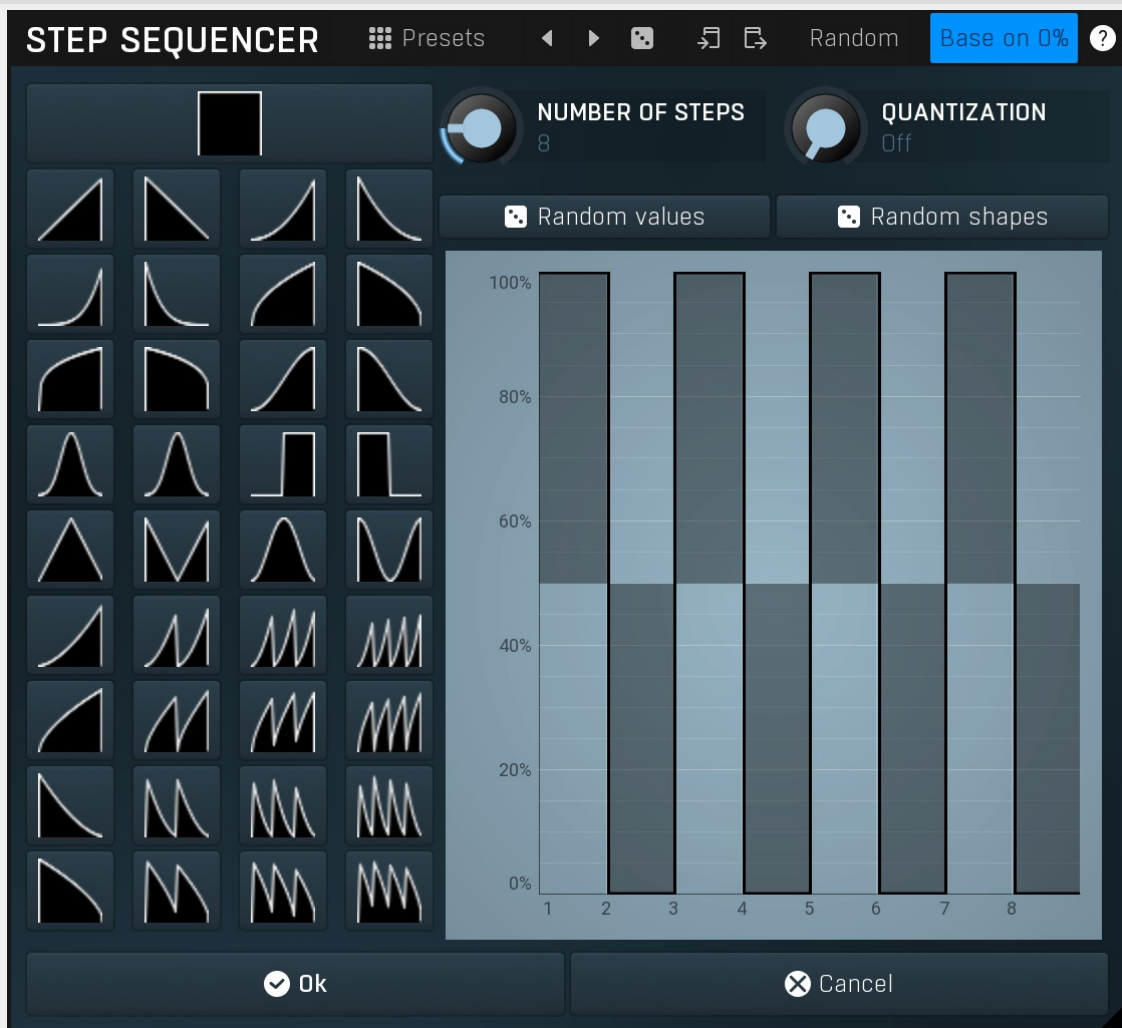 STEP SEQUENCER Presets Random Base on 0% ?
NUMBER OF STEPS
8
QUANTIZATION
Off
Random values
Random shapes
100%
80%
60%
40%
20%
0%
1 2 3 4 5 6 7 8
Ok
Cancel